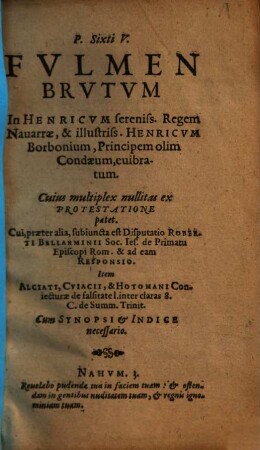 P. Sixti V.
FVLMEN
BRVTVM
In HENRICVM sereniss. Regem
Nauarræ, & illustriss. HENRICVM
Borbonium, Principem olim
Condæum, euibra-
tum.
Cuius multiplex nullitas ex
PROTESTATIONE
patet.
Cui, præter alia, subiuncta est Disputatio ROBER-
TI BELLARMINII Soc. Ies. de Primatu
Episcopi Rom. & ad eam
RESPONSIO.
Item
ALCIATI, CVIACII, & HOTOMANI Con-
iecturæ de falsitate l. inter claras 8.
C. de Summ. Trinit.
Cum SYNOPSI & INDICE
necessario.
NAHVM. 3.
Reuelabo pudenda tua in faciem tuam: & osten-
dam in gentibus nuditatem tuam, & regnis igno-
miniam tuam.